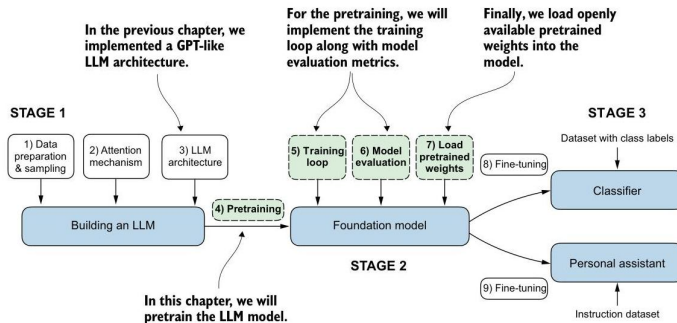 In the previous chapter, we
implemented a GPT-like
LLM architecture.
For the pretraining, we will
implement the training
loop along with model
evaluation metrics.
Finally, we load openly
available pretrained
weights into the
model.
STAGE 1
1) Data
preparation
& sampling
2) Attention
mechanism
3) LLM
architecture
Building an LLM
4) Pretraining
In this chapter, we will
pretrain the LLM model.
5) Training
loop
6) Model
evaluation
7) Load
pretrained
weights
Foundation model
STAGE 2
STAGE 3
Dataset with class labels
8) Fine-tuning
Classifier
Personal assistant
9) Fine-tuning
Instruction dataset